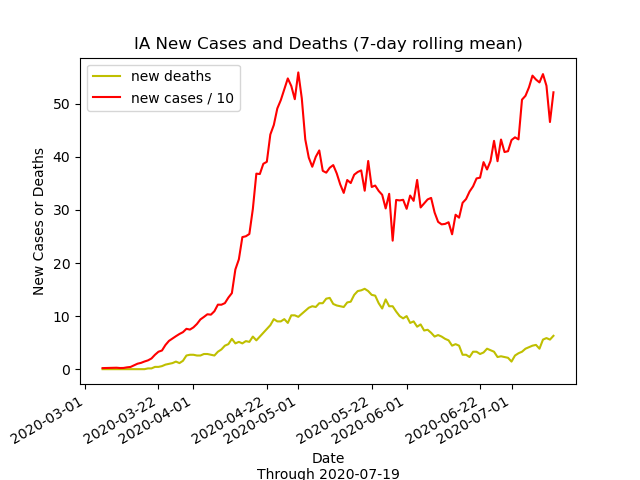 IA New Cases and Deaths (7-day rolling mean)
new deaths
new cases / 10
New Cases or Deaths
50
40
30
20
10
0
2020-03-01
2020-03-22
2020-04-01
2020-04-22
2020-05-01
2020-05-22
2020-06-01
2020-06-22
2020-07-01
Date
Through 2020-07-19